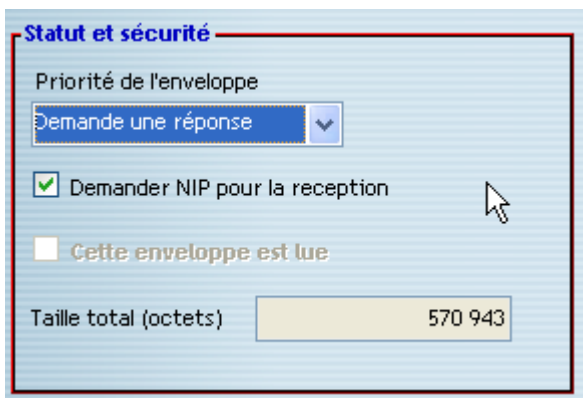 Statut et sécurité
Priorité de l'enveloppe
Demande une réponse
Demander NIP pour la reception
Cette enveloppe est lue
Taille total (octets) 570 943